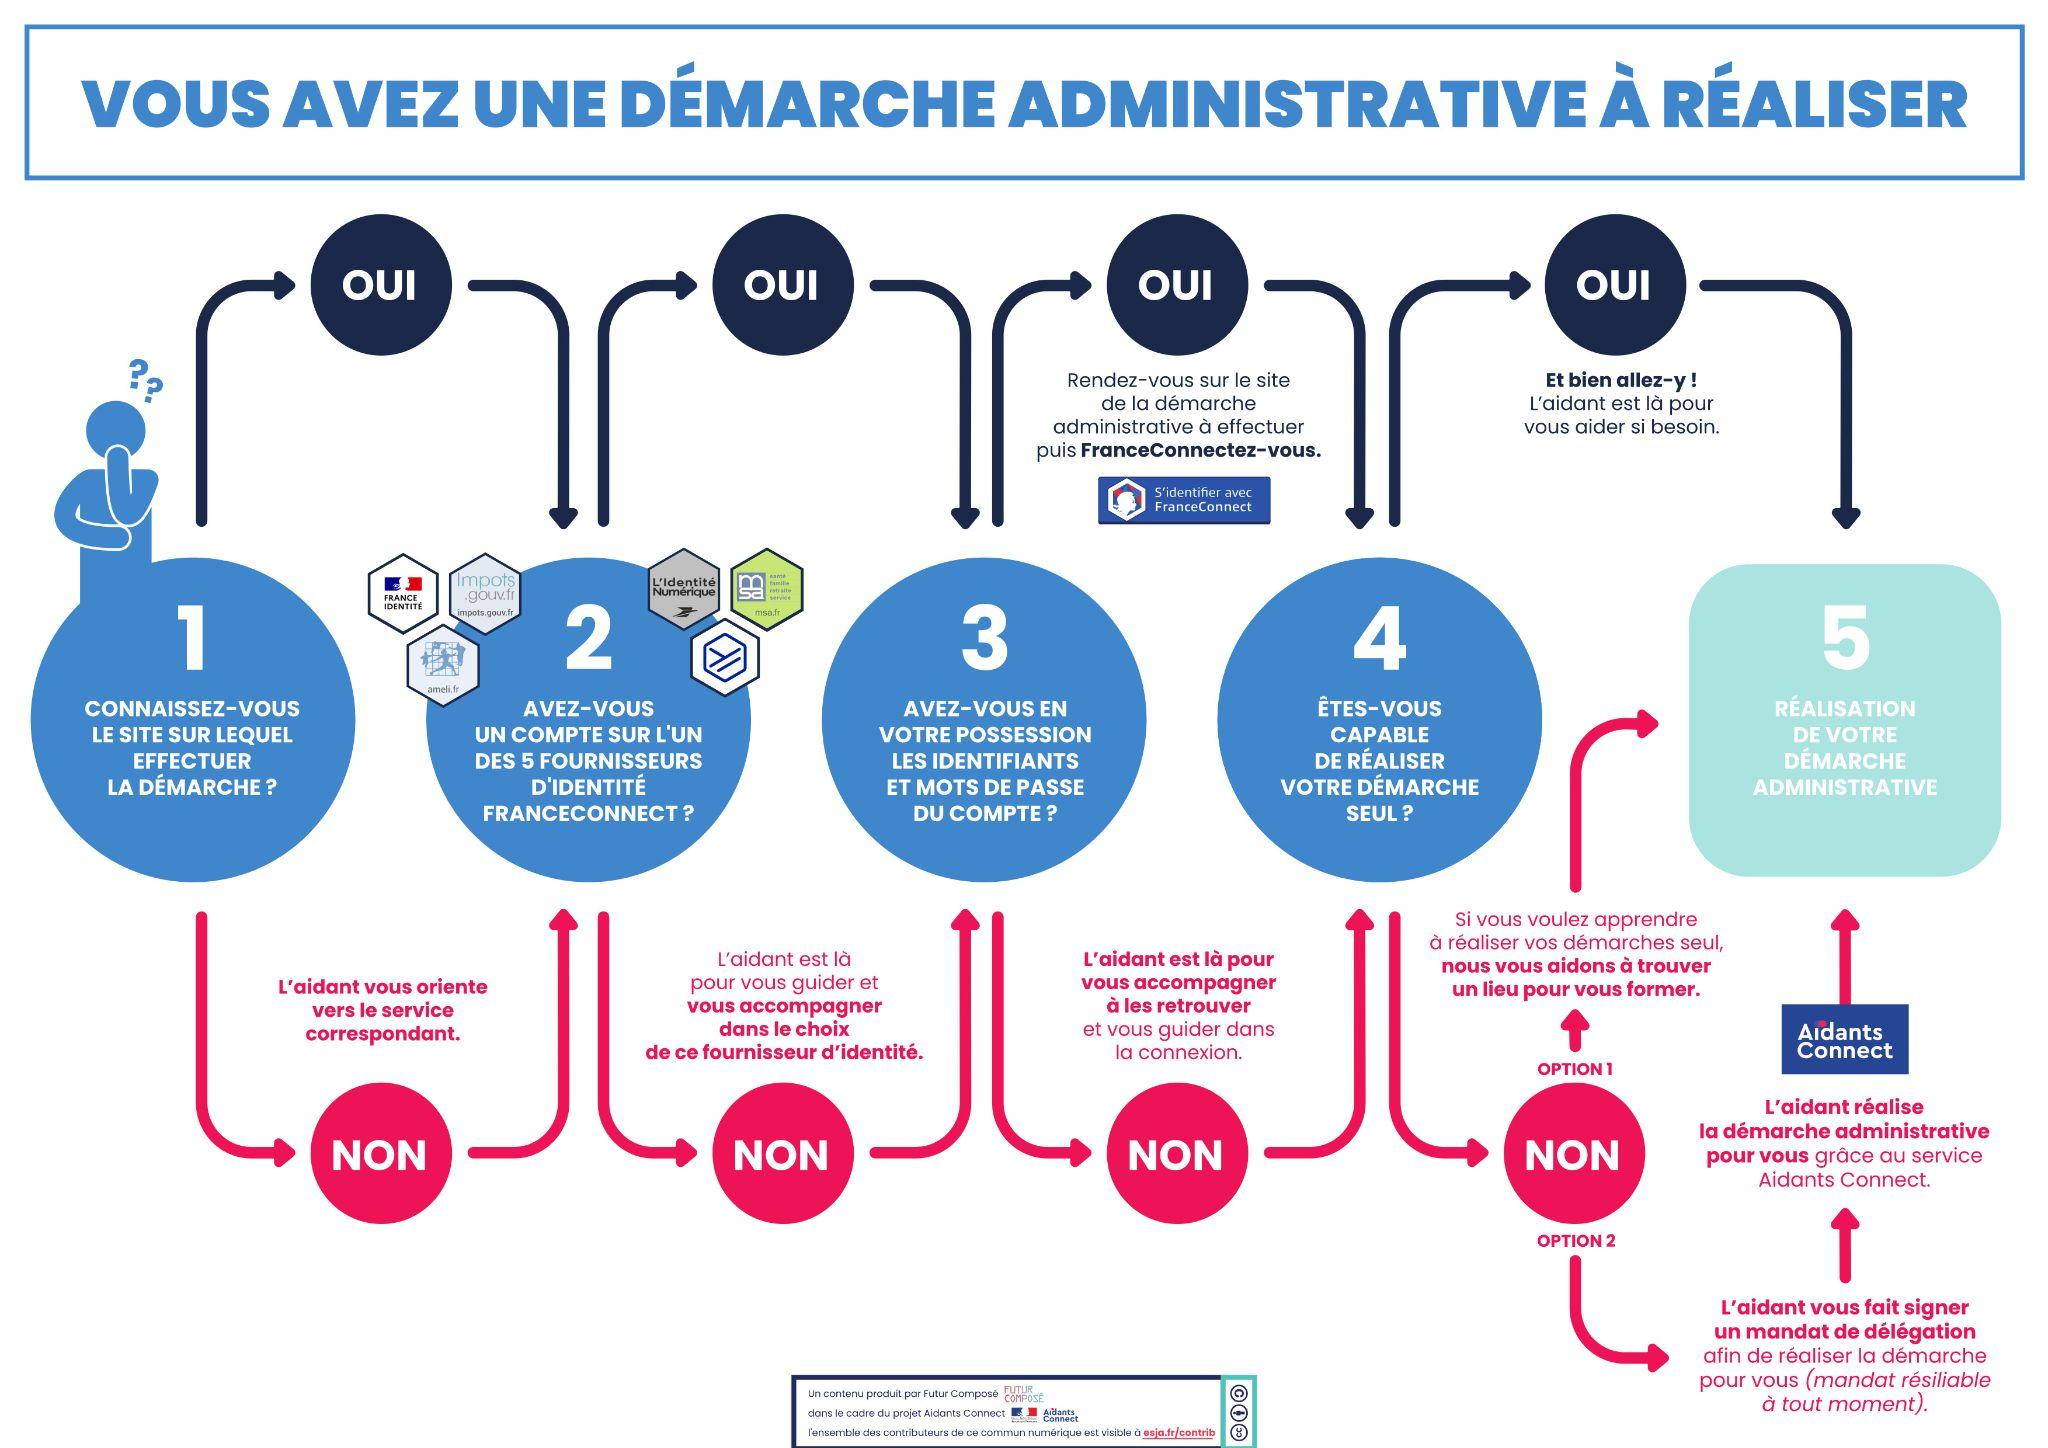 VOUS AVEZ UNE DÉMARCHE ADMINISTRATIVE À RÉALISER
OUI
OUI
OUI
Rendez-vous sur le site
de la démarche
administrative à effectuer
puis FranceConnectez-vous.
S'identifier avec
FranceConnect
OUI
Et bien allez-y !
L'aidant est là pour
vous aider si besoin.
??
1
CONNAISSEZ-VOUS
LE SITE SUR LEQUEL
EFFECTUER
LA DÉMARCHE ?
FRANCE
IDENTITÉ
Impots
.gouv.fr
impots.gouv.fr
ameli.fr
L'Identité
Numérique
msa
santé
famille
retraite
service
msa.fr
2
AVEZ-VOUS
UN COMPTE SUR L'UN
DES 5 FOURNISSEURS
D'IDENTITÉ
FRANCECONNECT ?
3
AVEZ-VOUS EN
VOTRE POSSESSION
LES IDENTIFIANTS
ET MOTS DE PASSE
DU COMPTE ?
4
ÊTES-VOUS
CAPABLE
DE RÉALISER
VOTRE DÉMARCHE
SEUL ?
5
RÉALISATION
DE VOTRE
DÉMARCHE
ADMINISTRATIVE
L'aidant vous oriente
vers le service
correspondant.
NON
L'aidant est là
pour vous guider et
vous accompagner
dans le choix
de ce fournisseur d'identité.
NON
L'aidant est là pour
vous accompagner
à les retrouver
et vous guider dans
la connexion.
NON
Si vous voulez apprendre
à réaliser vos démarches seul,
nous vous aidons à trouver
un lieu pour vous former.
OPTION 1
NON
OPTION 2
Aidants
Connect
L'aidant réalise
la démarche administrative
pour vous grâce au service
Aidants Connect.
L'aidant vous fait signer
un mandat de délégation
afin de réaliser la démarche
pour vous (mandat résiliable
à tout moment).
Un contenu produit par Futur Composé FUTUR COMPOSÉ
dans le cadre du projet Aidants Connect Aidants Connect
l'ensemble des contributeurs de ce commun numérique est visible à esja.fr/contrib